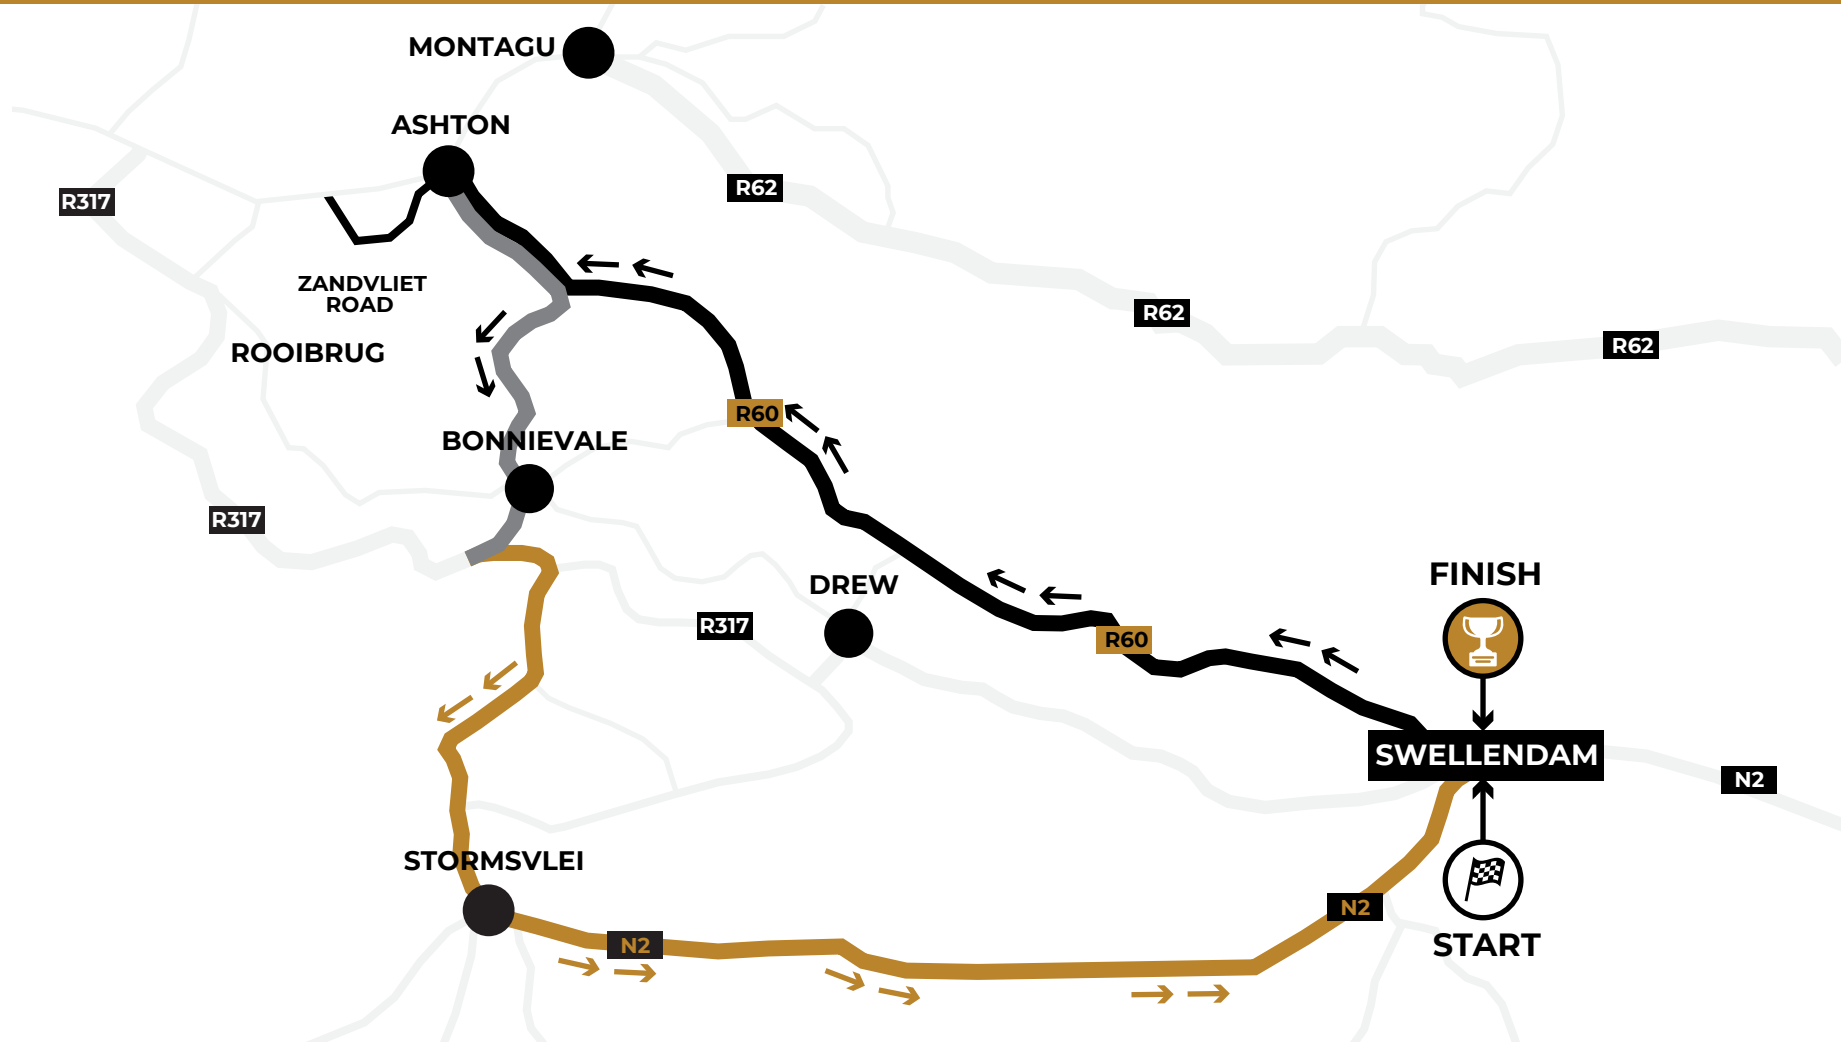 MONTAGU
ASHTON
R317
R62
ZANDVLIET
ROAD
R62
ROOIBRUG
R62
R60
BONNIEVALE
R317
FINISH
DREW
R317
R60
SWELLENDAM
N2
STORMSVLEI
N2
N2
START